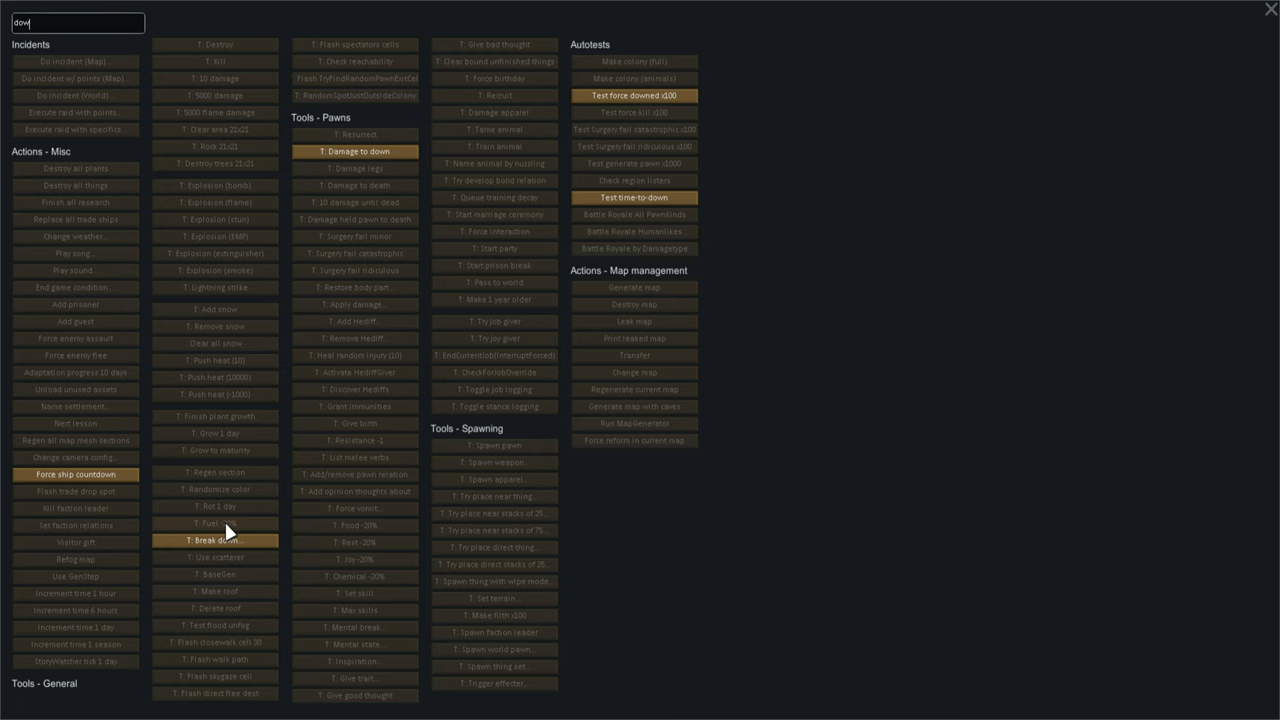 dow
Incidents
Do incident (Map)...
Do incident w/ points (Map)...
Do incident (World)...
Execute raid with points...
Execute raid with specifics...
Actions - Misc
Destroy all plants
Destroy all things
Finish all research
Replace all trade ships
Change weather...
Play song...
Play sound...
End game condition ...
Add prisoner
Add guest
Force enemy assault
Force enemy flee
Adaptation progress 10 days
Unload unused assets
Name settlement...
Next lesson
Regen all map mesh sections
Change camera config...
Force ship countdown
Flash trade drop spot
Kill faction leader
Set faction relations
Visitor gift
Refog map
Use GenStep
Increment time 1 hour
Increment time 6 hours
Increment time 1 day
Increment time 1 season
StoryWatcher tick 1 day
Tools - General
T: Destroy
T: Kill
T: 10 damage
T: 5000 damage
T: 5000 flame damage
T: Clear area 21x21
T: Rock 21x21
T: Destroy trees 21x21
T: Explosion (bomb)
T: Explosion (flame)
T: Explosion (stun)
T: Explosion (EMP)
T: Explosion (extinguisher)
T: Explosion (smoke)
T: Lightning strike
T: Add snow
T: Remove snow
Clear all snow
T: Push heat (10)
T: Push heat (10000)
T: Push heat (-1000)
T: Finish plant growth
T: Grow 1 day
T: Grow to maturity
T: Regen section
T: Randomize color
T: Rot 1 day
T: Fuel -20%
T: Break down...
T: Use scatterer
T: BaseGen
T: Make roof
T: Delete roof
T: Test flood unfog
T: Flash closewalk cell 30
T: Flash walk path
T: Flash skygaze cell
T: Flash direct flee dest
T: Flash spectators cells
T: Check reachability
Flash TryFindRandomPawnExitCel
T: RandomSpotJustOutsideColony
Tools - Pawns
T: Resurrect
T: Damage to down
T: Damage legs
T: Damage to death
T: 10 damage until dead
T: Damage held pawn to death
T: Surgery fail minor
T: Surgery fail catastrophic
T: Surgery fail ridiculous
T: Restore body part...
T: Apply damage...
T: Add Hediff...
T: Remove Hediff...
T: Heal random injury (10)
T: Activate HediffGiver
T: Discover Hediffs
T: Grant immunities
T: Give birth
T: Resistance -1
T: List melee verbs
T: Add/remove pawn relation
T: Add opinion thoughts about
T: Force vomit...
T: Food -20%
T: Rest -20%
T: Joy -20%
T: Chemical -20%
T: Set skill
T: Max skills
T: Mental break...
T: Mental state...
T: Inspiration...
T: Give trait...
T: Give good thought
T: Give bad thought
T: Clear bound unfinished things
T: Force birthday
T: Recruit
T: Damage apparel
T: Tame animal
T: Train animal
T: Name animal by nuzzling
T: Try develop bond relation
T: Queue training decay
T: Start marriage ceremony
T: Force interaction
T: Start party
T: Start prison break
T: Pass to world
T: Make 1 year older
T: Try job giver
T: Try joy giver
T: EndCurrentJob(InterruptForced)
T: CheckForJobOverride
T: Toggle job logging
T: Toggle stance logging
Tools - Spawning
T: Spawn pawn
T: Spawn weapon...
T: Spawn apparel...
T: Try place near thing...
T: Try place near stacks of 25...
T: Try place near stacks of 75...
T: Try place direct thing...
T: Try place direct stacks of 25...
T: Spawn thing with wipe mode...
T: Set terrain...
T: Make filth x100
T: Spawn faction leader
T: Spawn world pawn...
T: Spawn thing set...
T: Trigger effecter...
Autotests
Make colony (full)
Make colony (animals)
Test force downed x100
Test force kill x100
Test Surgery fail catastrophic x100
Test Surgery fail ridiculous x100
Test generate pawn x1000
Check region listers
Test time-to-down
Battle Royale All PawnKinds
Battle Royale Humanlikes
Battle Royale by Damagetype
Actions - Map management
Generate map
Destroy map
Leak map
Print leaked map
Transfer
Change map
Regenerate current map
Generate map with caves
Run MapGenerator
Force reform in current map